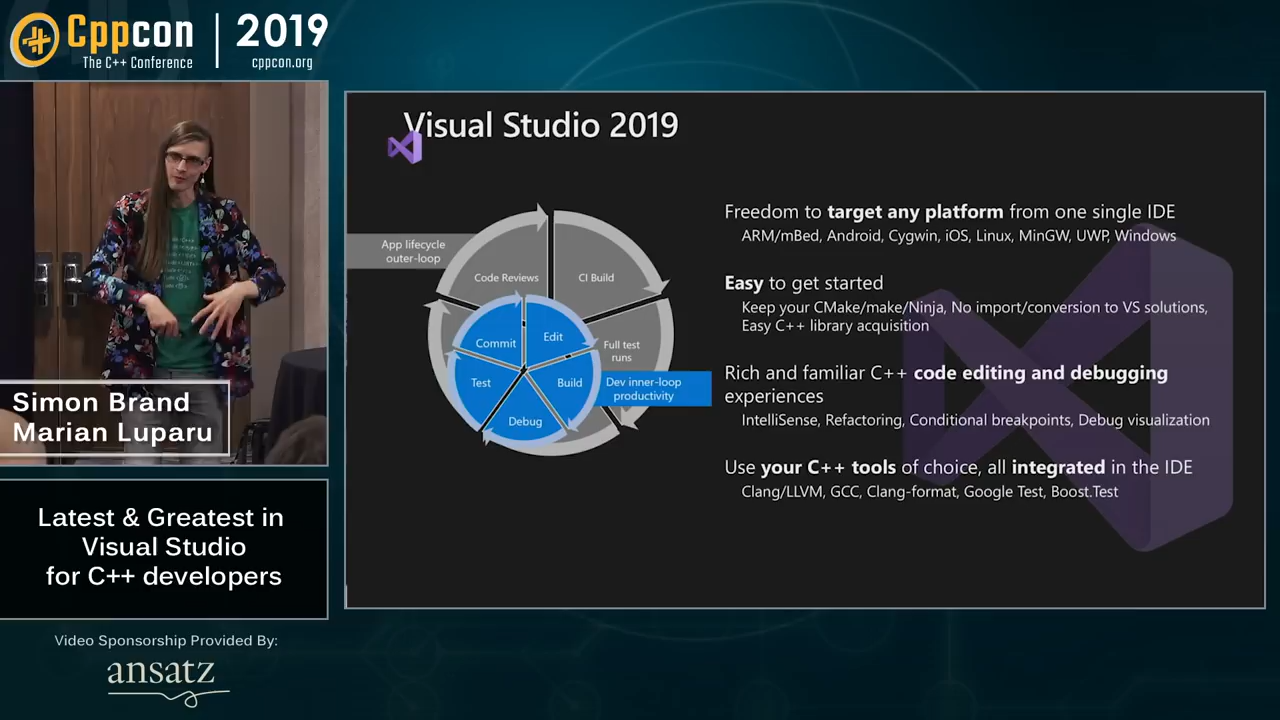 Cppcon
The C++ Conference
2019
cppcon.org
Visual Studio 2019
App lifecycle
outer-loop
Code Reviews
CI Build
Full test
runs
Commit
Edit
Test
Build
Debug
Dev inner-loop
productivity
Freedom to target any platform from one single IDE
ARM/mBed, Android, Cygwin, iOS, Linux, MinGW, UWP, Windows
Easy to get started
Keep your CMake/make/Ninja, No import/conversion to VS solutions,
Easy C++ library acquisition
Rich and familiar C++ code editing and debugging
experiences
IntelliSense, Refactoring, Conditional breakpoints, Debug visualization
Use your C++ tools of choice, all integrated in the IDE
Clang/LLVM, GCC, Clang-format, Google Test, Boost.Test
Simon Brand
Marian Luparu
Latest & Greatest in
Visual Studio
for C++ developers
Video Sponsorship Provided By:
ansatz